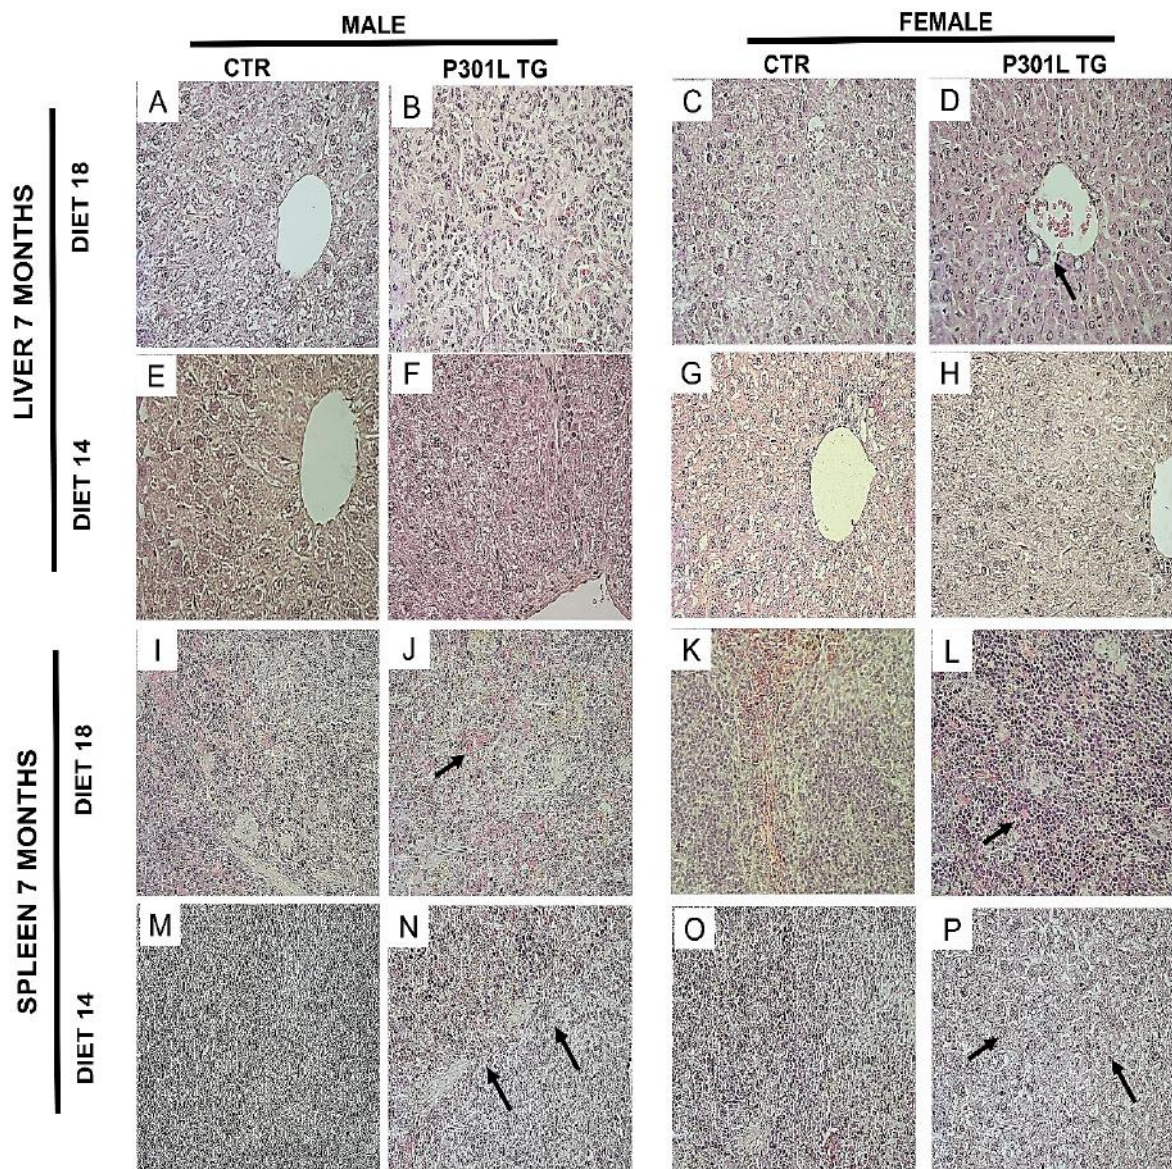 MALE
FEMALE
CTR
P301L TG
CTR
P301L TG
LIVER 7 MONTHS
DIET 18
A
B
C
D
DIET 14
E
F
G
H
SPLEEN 7 MONTHS
DIET 18
I
J
K
L
DIET 14
M
N
O
P